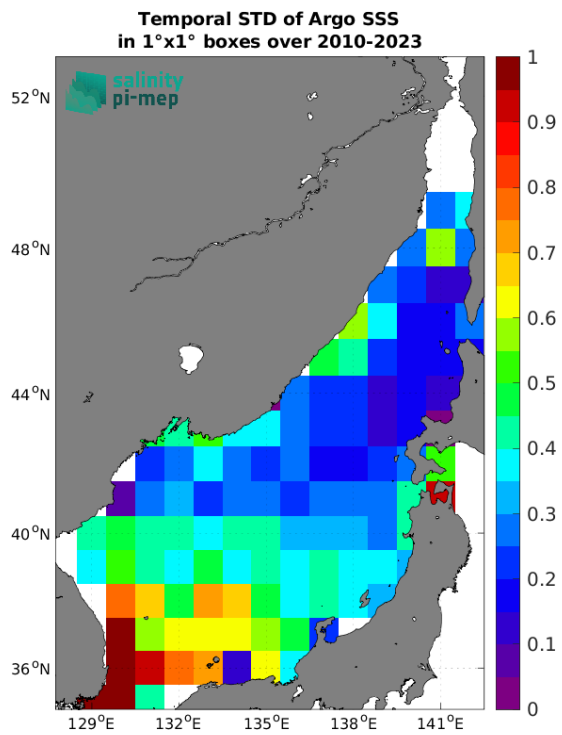 Temporal STD of Argo SSS
in 1°x1° boxes over 2010-2023
salinity
pi-mep
52°N
48°N
44°N
40°N
36°N
129°E
132°E
135°E
138°E
141°E
1
0.9
0.8
0.7
0.6
0.5
0.4
0.3
0.2
0.1
0